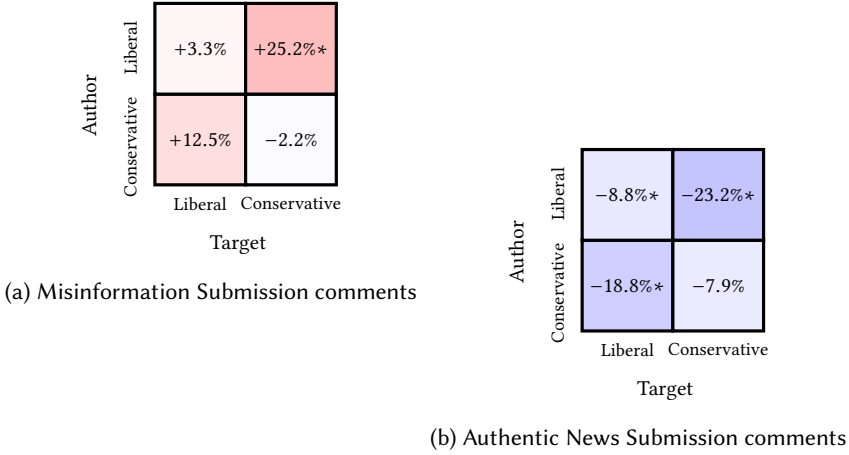 Author
Liberal
+3.3%
+25.2%*
Conservative
+12.5%
−2.2%
Liberal
Conservative
Target
(a) Misinformation Submission comments
Author
Liberal
−8.8%*
−23.2%*
Conservative
−18.8%*
−7.9%
Liberal
Conservative
Target
(b) Authentic News Submission comments